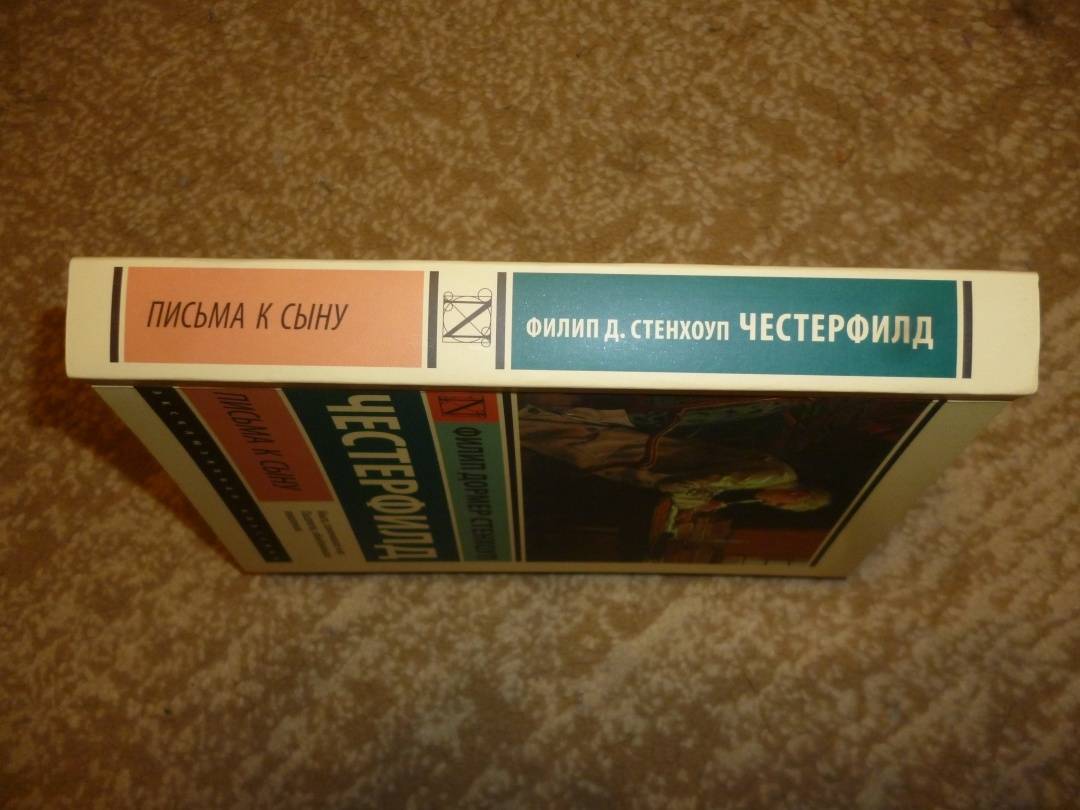 ПИСЬМА К СЫНУ
N
ФИЛИП Д. СТЕНХОУП ЧЕСТЕРФИЛД
N
ФИЛИП ДОРМЕР СТЕНХОУП
ЧЕСТЕРФИЛД
ПИСЬМА К СЫНУ